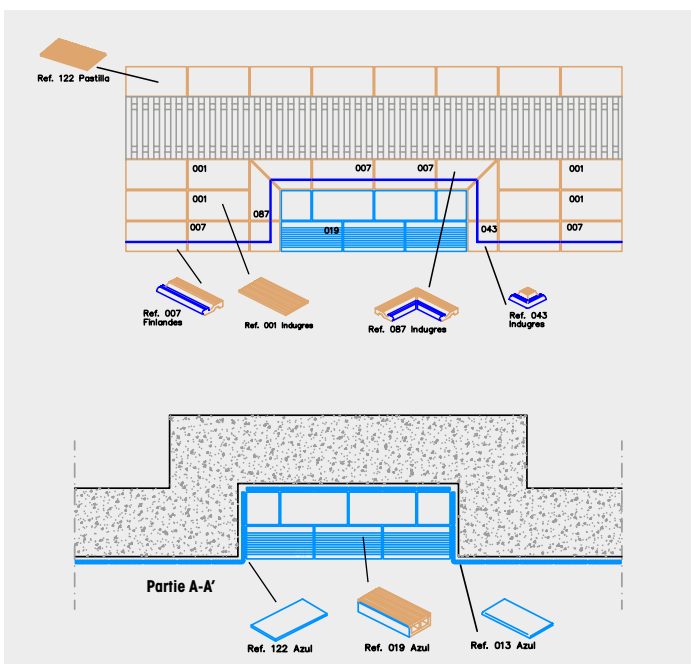 Ref. 122 Pastilla
001 007 007 001
001 001
087
007 019 043 007
Ref. 007
Finlandes
Ref. 001 Indugres
Ref. 087 Indugres
Ref. 043
Indugres
Partie A-A'
Ref. 122 Azul
Ref. 019 Azul
Ref. 013 Azul